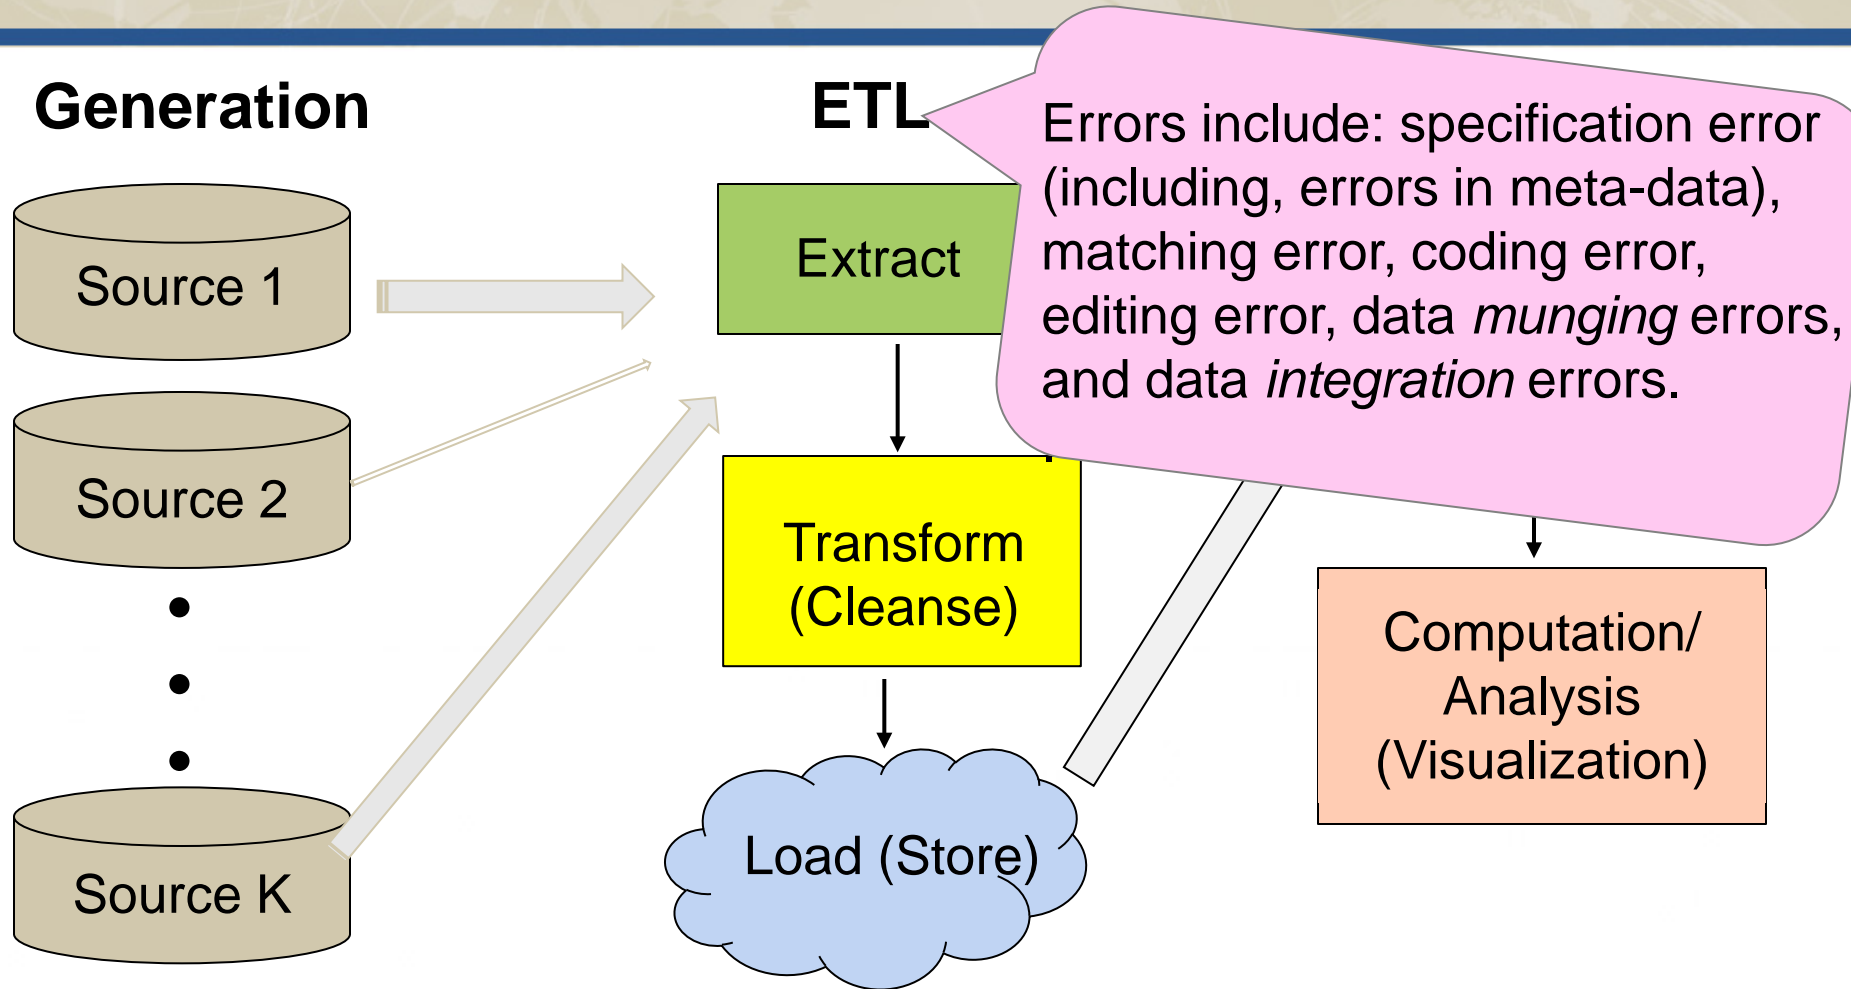 Generation
Source 1
Source 2
•
•
•
Source K
ETL
Extract
Transform
(Cleanse)
Load (Store)
Errors include: specification error
(including, errors in meta-data),
matching error, coding error,
editing error, data munging errors,
and data integration errors.
Computation/
Analysis
(Visualization)